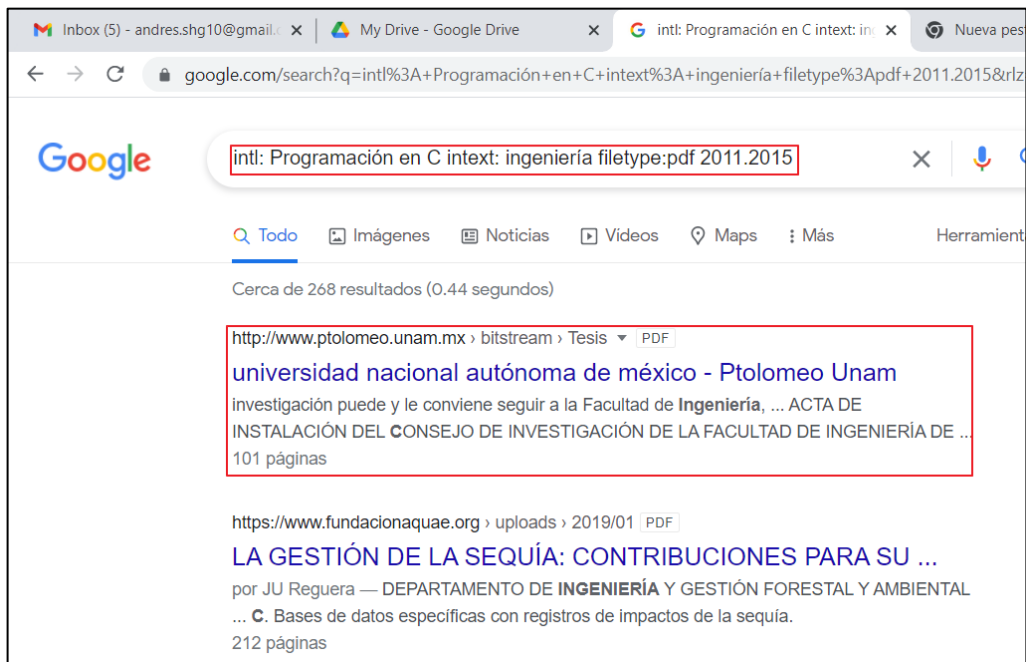 Inbox (5) - andres.shg10@gmail.c
My Drive - Google Drive
intl: Programación en C intext: in
Nueva pes
google.com/search?q=intl%3A+Programación+en+C+intext%3A+ingeniería+filetype%3Apdf+2011.2015&rlz
Google
intl: Programación en C intext: ingeniería filetype:pdf 2011.2015
Todo Imágenes Noticias Vídeos Maps Más Herramient
Cerca de 268 resultados (0.44 segundos)
http://www.ptolomeo.unam.mx › bitstream › Tesis PDF
universidad nacional autónoma de méxico - Ptolomeo Unam
investigación puede y le conviene seguir a la Facultad de Ingeniería, ... ACTA DE
INSTALACIÓN DEL CONSEJO DE INVESTIGACIÓN DE LA FACULTAD DE INGENIERÍA DE ...
101 páginas
https://www.fundacionaquae.org › uploads › 2019/01 PDF
LA GESTIÓN DE LA SEQUÍA: CONTRIBUCIONES PARA SU ...
por JU Reguera — DEPARTAMENTO DE INGENIERÍA Y GESTIÓN FORESTAL Y AMBIENTAL
... C. Bases de datos específicas con registros de impactos de la sequía.
212 páginas